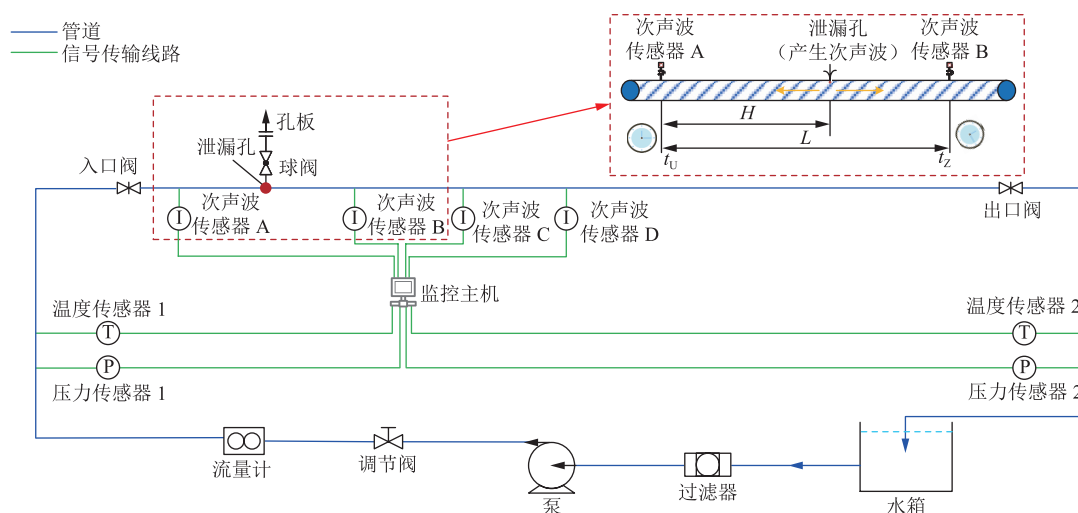 管道
信号传输线路
次声波
传感器 A
泄漏孔
（产生次声波）
次声波
传感器 B
H
L
t_U
t_Z
孔板
泄漏孔
球阀
入口阀
出口阀
I
次声波
传感器 A
I
次声波
传感器 B
I
次声波
传感器 C
I
次声波
传感器 D
监控主机
温度传感器 1
T
P
压力传感器 1
温度传感器 2
T
P
压力传感器 2
流量计
调节阀
泵
过滤器
水箱